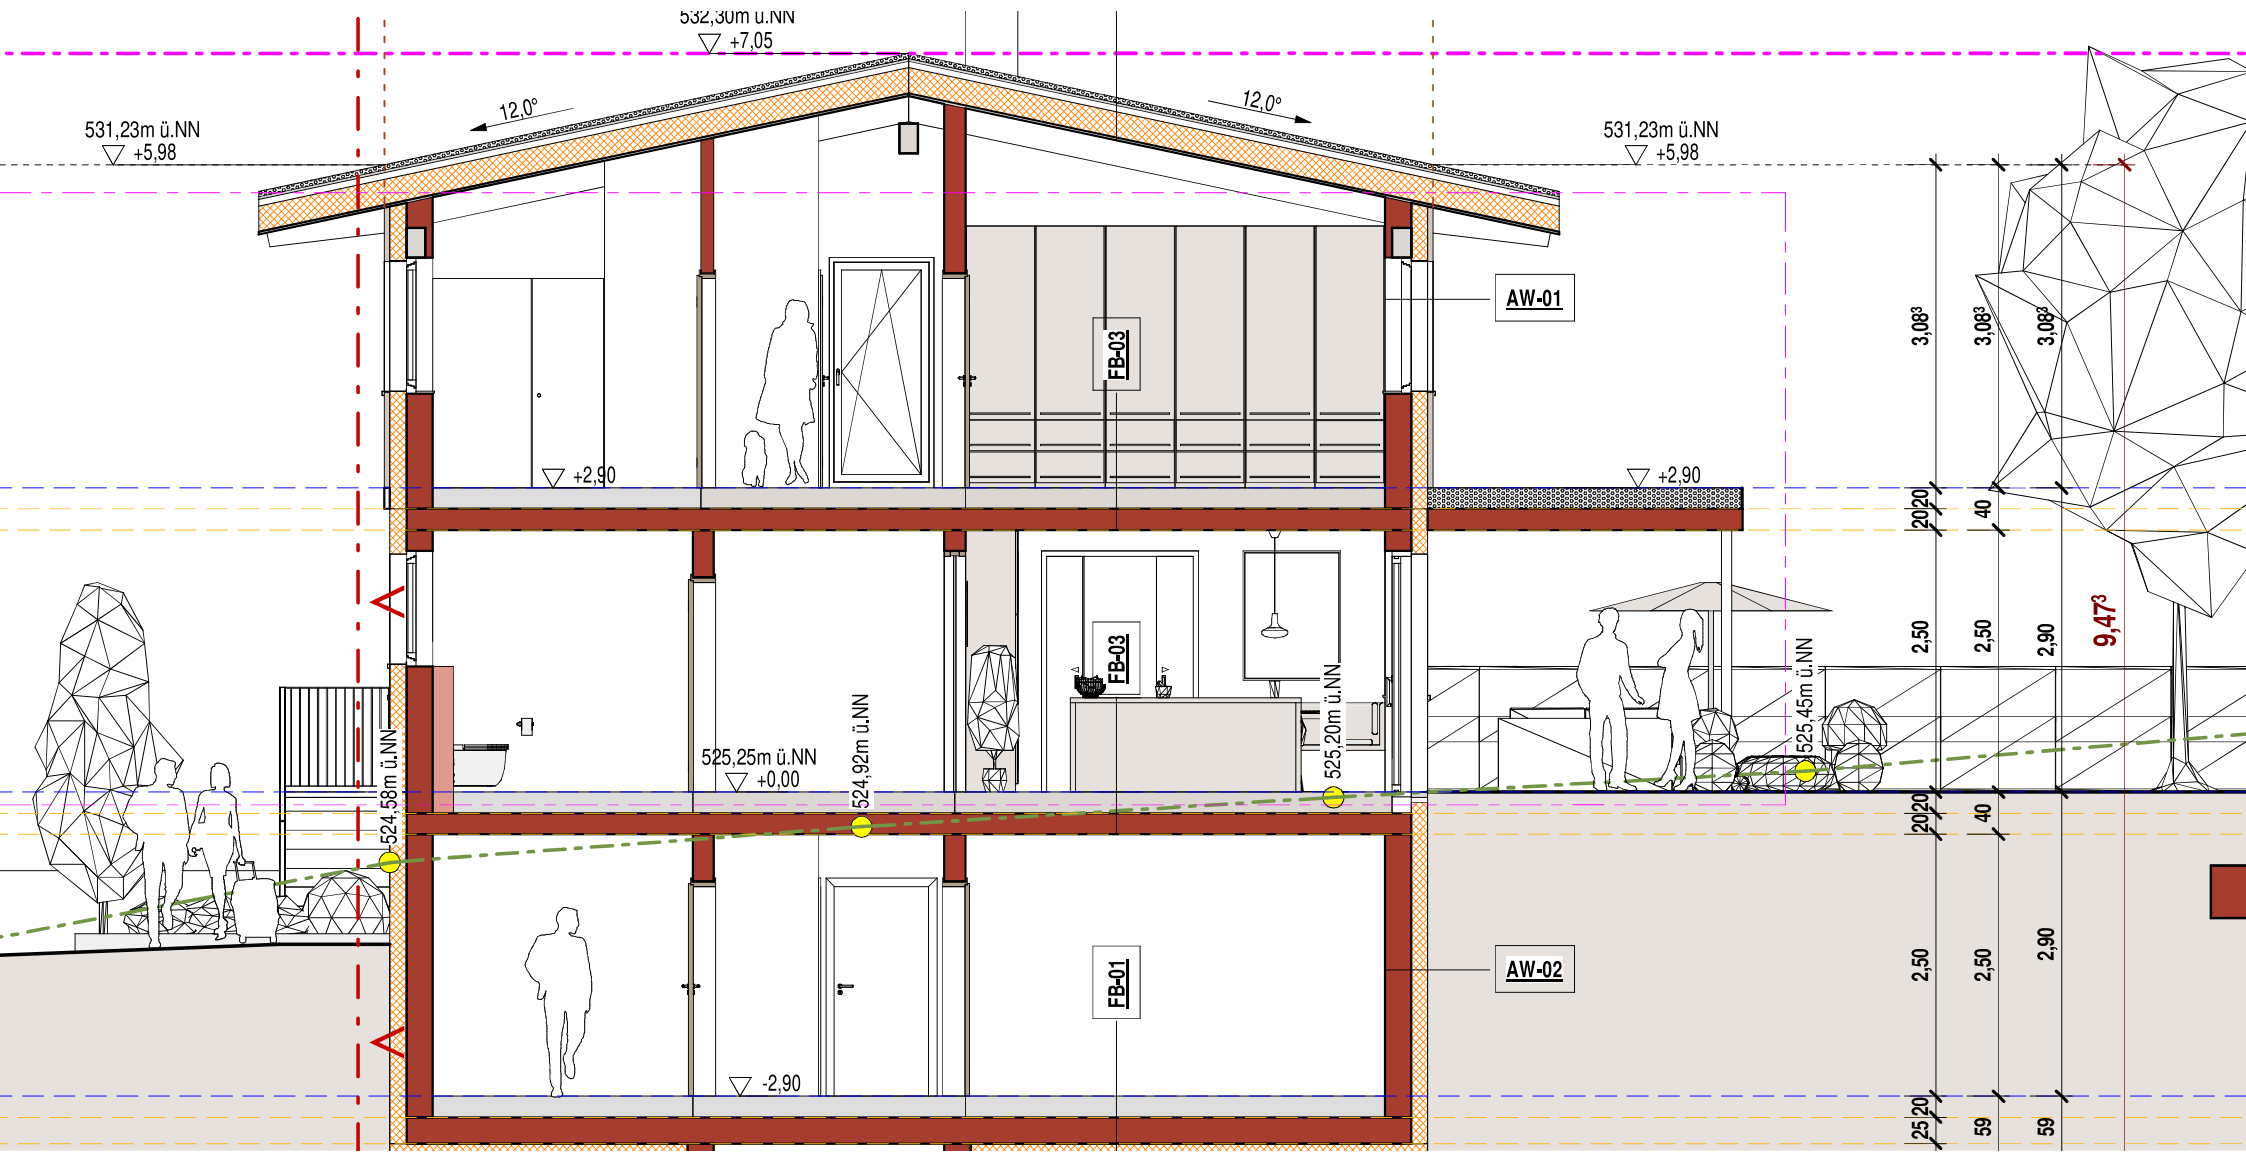 532,30m ü.NN
+7,05
12,0°
12,0°
531,23m ü.NN
+5,98
531,23m ü.NN
+5,98
AW-01
3,08³
3,08³
3,08³
FB-03
+2,90
+2,90
20
20
40
2,50
2,50
2,90
9,47³
FB-03
525,25m ü.NN
+0,00
524,58m ü.NN
524,92m ü.NN
525,20m ü.NN
525,45m ü.NN
20
20
40
2,50
2,50
2,90
FB-01
AW-02
-2,90
20
25
59
59